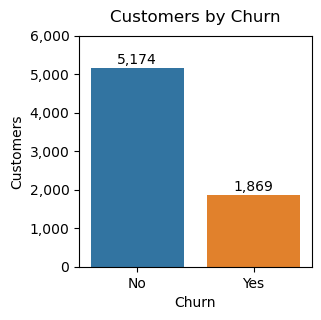 Customers by Churn
6,000
5,000
4,000
3,000
2,000
1,000
0
Customers
5,174
1,869
No
Yes
Churn